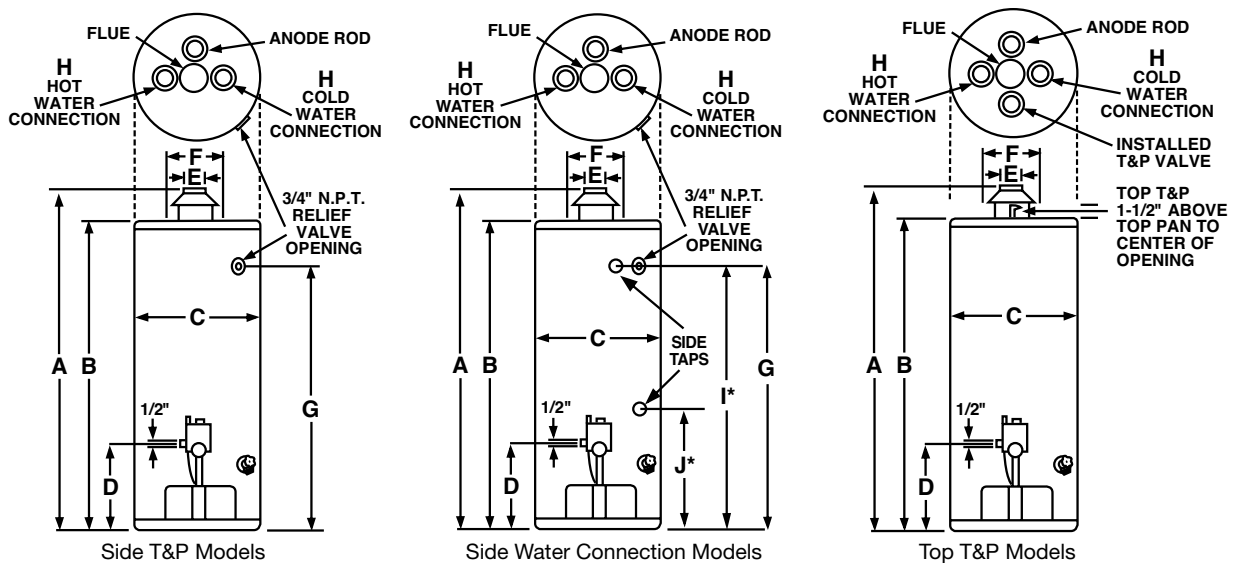 FLUE
ANODE ROD
H
HOT
WATER
CONNECTION
H
COLD
WATER
CONNECTION
F
E
3/4" N.P.T.
RELIEF
VALVE
OPENING
C
A
B
G
1/2"
D
Side T&P Models
FLUE
ANODE ROD
H
HOT
WATER
CONNECTION
H
COLD
WATER
CONNECTION
F
E
3/4" N.P.T.
RELIEF
VALVE
OPENING
C
SIDE
TAPS
A
B
I*
G
1/2"
J*
D
Side Water Connection Models
FLUE
ANODE ROD
H
HOT
WATER
CONNECTION
H
COLD
WATER
CONNECTION
INSTALLED
T&P VALVE
F
E
TOP T&P
1-1/2" ABOVE
TOP PAN TO
CENTER OF
OPENING
C
A
B
1/2"
D
Top T&P Models